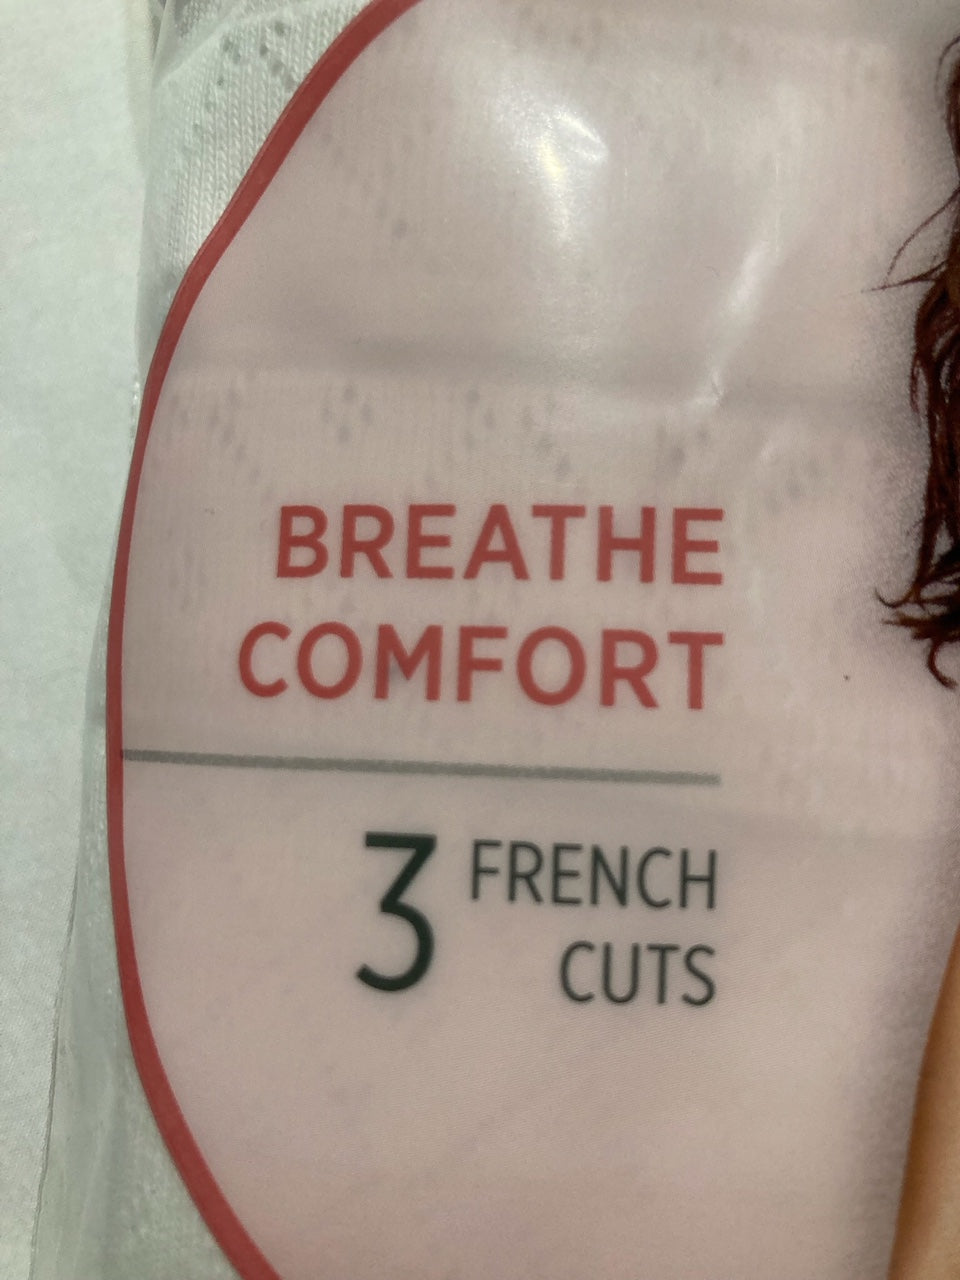 BREATHE
COMFORT
3 FRENCH
CUTS